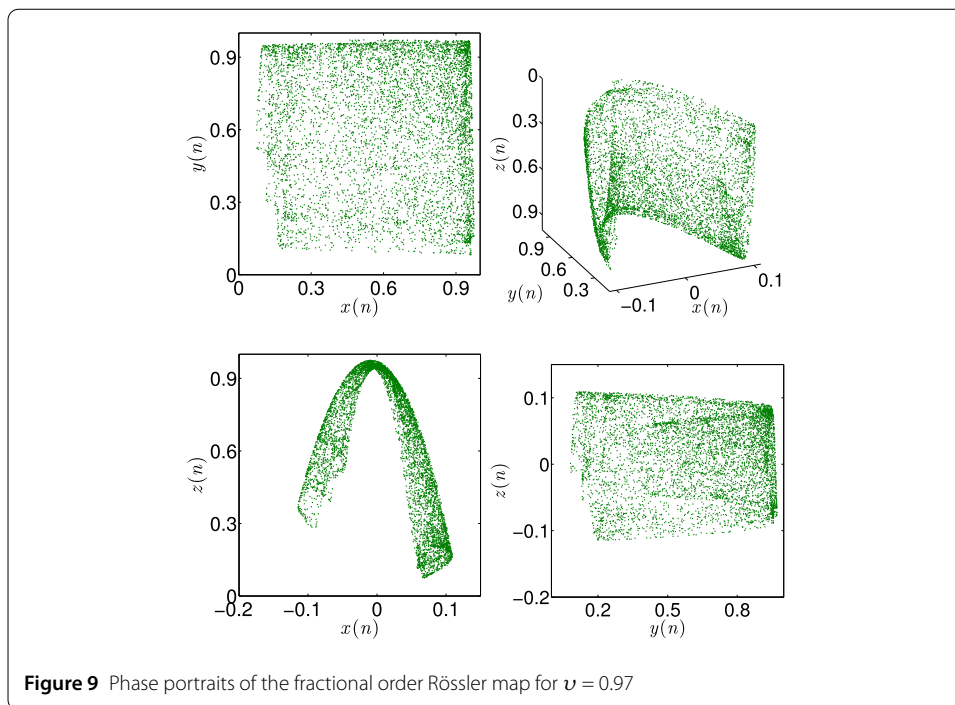 0.9
0.6
0.3
0
y(n)
0 0.3 0.6 0.9
x(n)
0
0.3
0.6
0.9
z(n)
0.9
0.6
0.3
y(n)
−0.1 0 0.1
x(n)
0.9
0.6
0.3
0
z(n)
−0.2 −0.1 0 0.1
x(n)
0.1
0
−0.1
−0.2
z(n)
0.2 0.5 0.8
y(n)
Figure 9 Phase portraits of the fractional order Rössler map for υ = 0.97